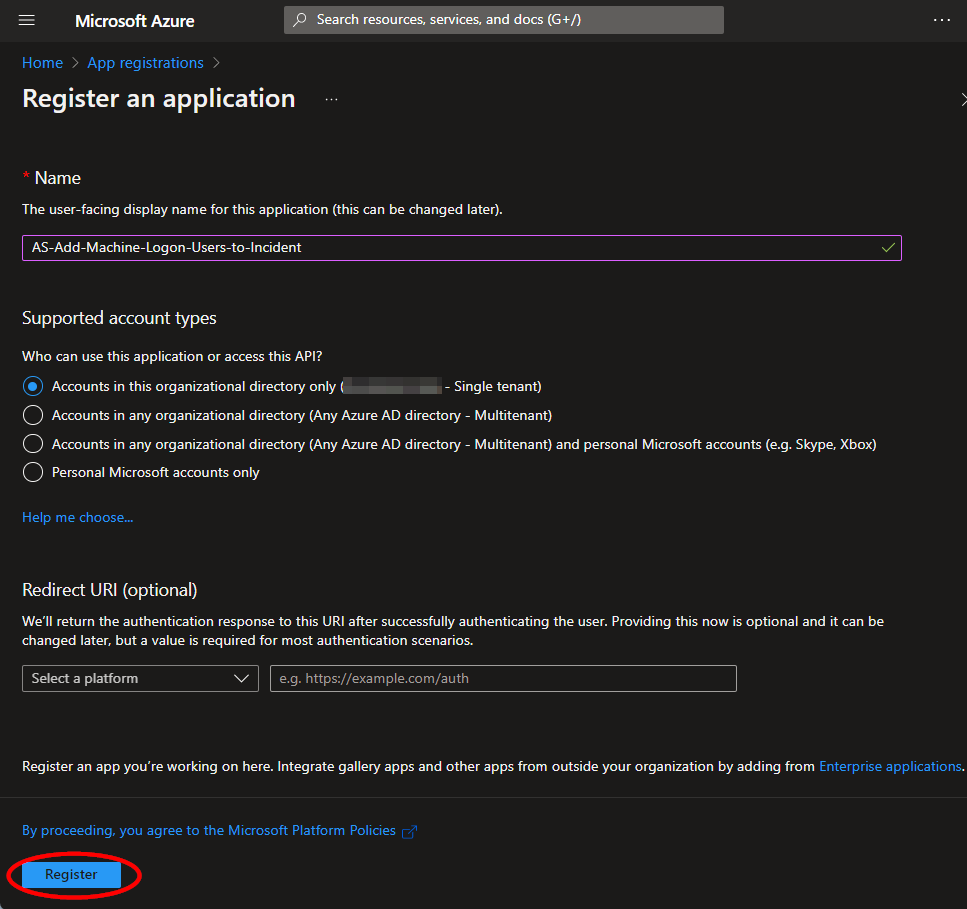 Microsoft Azure
Search resources, services, and docs (G+/)
...
Home > App registrations >
Register an application ...
* Name
The user-facing display name for this application (this can be changed later).
AS-Add-Machine-Logon-Users-to-Incident
Supported account types
Who can use this application or access this API?
Accounts in this organizational directory only ( - Single tenant)
Accounts in any organizational directory (Any Azure AD directory - Multitenant)
Accounts in any organizational directory (Any Azure AD directory - Multitenant) and personal Microsoft accounts (e.g. Skype, Xbox)
Personal Microsoft accounts only
Help me choose...
Redirect URI (optional)
We'll return the authentication response to this URI after successfully authenticating the user. Providing this now is optional and it can be
changed later, but a value is required for most authentication scenarios.
Select a platform
e.g. https://example.com/auth
Register an app you're working on here. Integrate gallery apps and other apps from outside your organization by adding from Enterprise applications.
By proceeding, you agree to the Microsoft Platform Policies
Register